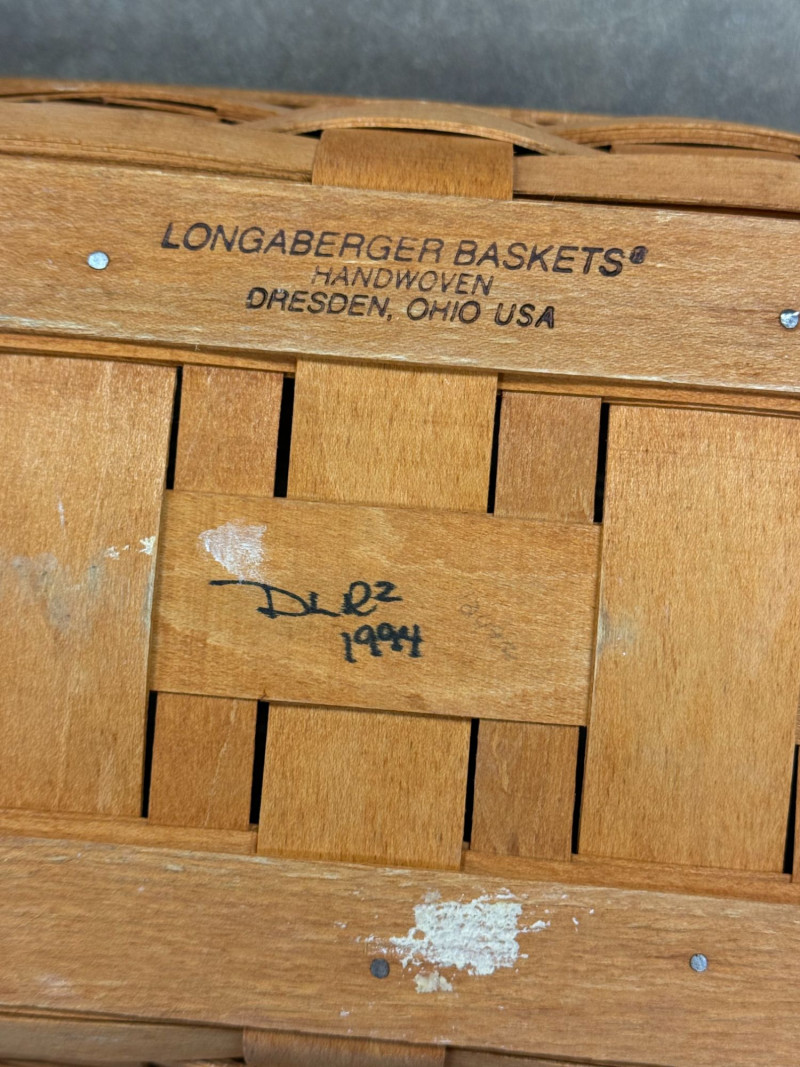 LONGABERGER BASKETS®
HANDWOVEN
DRESDEN, OHIO USA
DLR2
1994